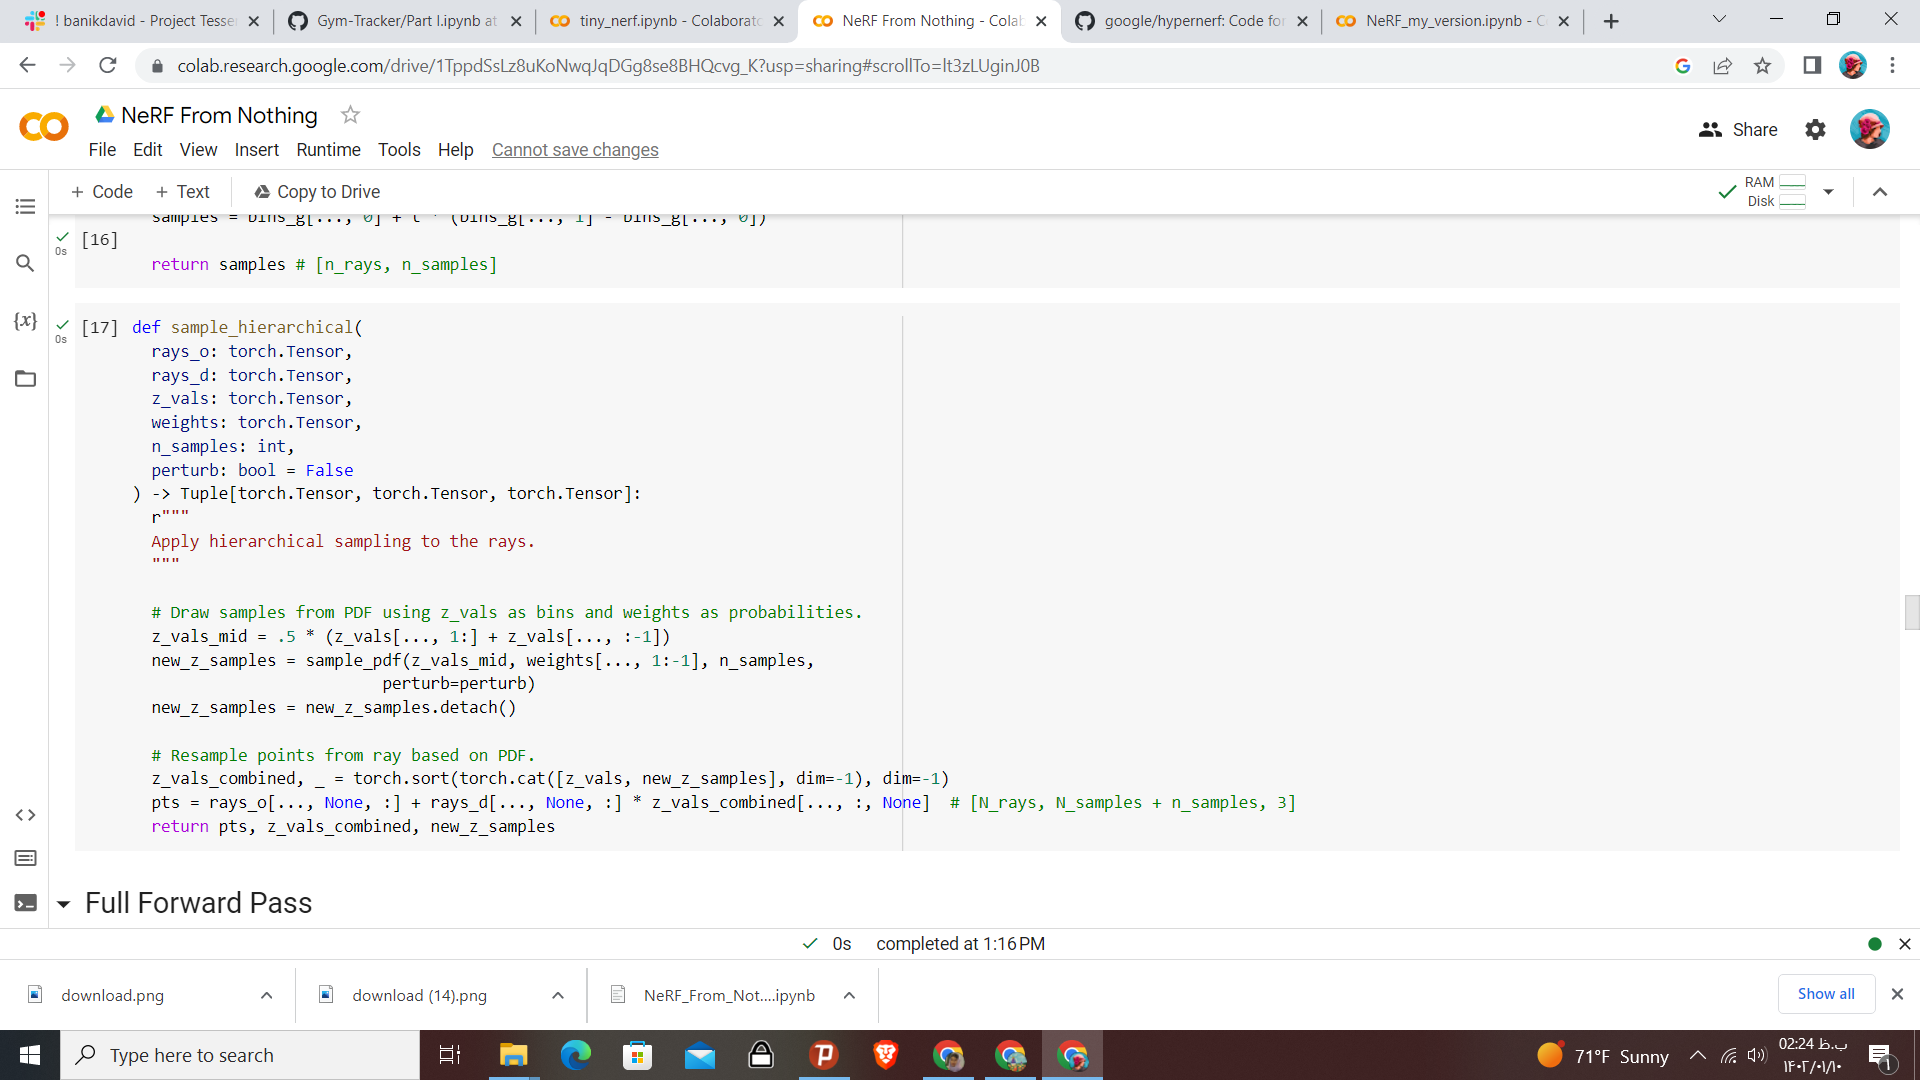 ! banikdavid - Project Tesse
Gym-Tracker/Part I.ipynb at
tiny_nerf.ipynb - Colaborato
NeRF From Nothing - Colab
google/hypernerf: Code for
NeRF_my_version.ipynb - C
colab.research.google.com/drive/1TppdSsLz8uKoNwqJqDGg8se8BHQcvg_K?usp=sharing#scrollTo=lt3zLUginJ0B
NeRF From Nothing
Share
File Edit View Insert Runtime Tools Help Cannot save changes
+ Code + Text Copy to Drive
RAM
Disk
samples = bins_g[..., 0] + t * (bins_g[..., 1] - bins_g[..., 0])
[16]
0s
return samples # [n_rays, n_samples]
[17] def sample_hierarchical(
0s
rays_o: torch.Tensor,
rays_d: torch.Tensor,
z_vals: torch.Tensor,
weights: torch.Tensor,
n_samples: int,
perturb: bool = False
) -> Tuple[torch.Tensor, torch.Tensor, torch.Tensor]:
r"""
Apply hierarchical sampling to the rays.
"""
# Draw samples from PDF using z_vals as bins and weights as probabilities.
z_vals_mid = .5 * (z_vals[..., 1:] + z_vals[..., :-1])
new_z_samples = sample_pdf(z_vals_mid, weights[..., 1:-1], n_samples,
perturb=perturb)
new_z_samples = new_z_samples.detach()
# Resample points from ray based on PDF.
z_vals_combined, _ = torch.sort(torch.cat([z_vals, new_z_samples], dim=-1), dim=-1)
pts = rays_o[..., None, :] + rays_d[..., None, :] * z_vals_combined[..., :, None] # [N_rays, N_samples + n_samples, 3]
return pts, z_vals_combined, new_z_samples
Full Forward Pass
0s completed at 1:16 PM
download.png
download (14).png
NeRF_From_Not....ipynb
Show all
Type here to search
71°F Sunny
02:24 ب.ظ
۱۴۰۲/۰۱/۱۰
1